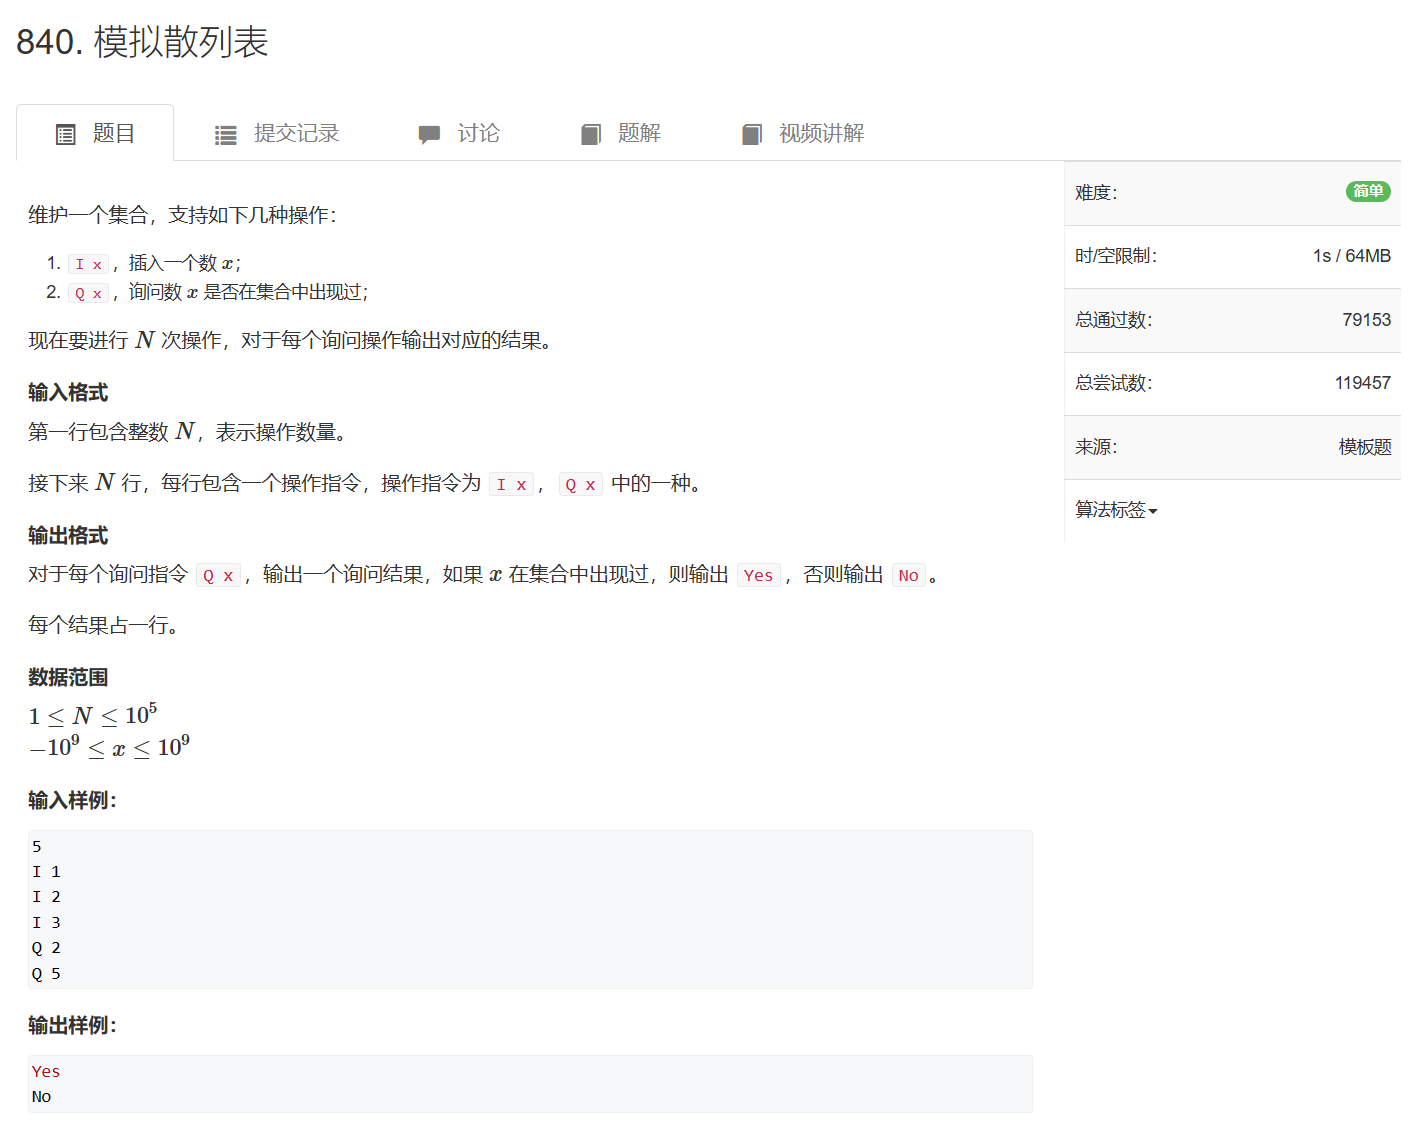 840. 模拟散列表
题目 提交记录 讨论 题解 视频讲解
难度： 简单
时/空限制： 1s / 64MB
总通过数： 79153
总尝试数： 119457
来源： 模板题
算法标签
维护一个集合，支持如下几种操作：
1. I x，插入一个数 x；
2. Q x，询问数 x 是否在集合中出现过；
现在要进行 N 次操作，对于每个询问操作输出对应的结果。
输入格式
第一行包含整数 N，表示操作数量。
接下来 N 行，每行包含一个操作指令，操作指令为 I x，Q x 中的一种。
输出格式
对于每个询问指令 Q x，输出一个询问结果，如果 x 在集合中出现过，则输出 Yes，否则输出 No。
每个结果占一行。
数据范围
1 ≤ N ≤ 10⁵
−10⁹ ≤ x ≤ 10⁹
输入样例：
5
I 1
I 2
I 3
Q 2
Q 5
输出样例：
Yes
No